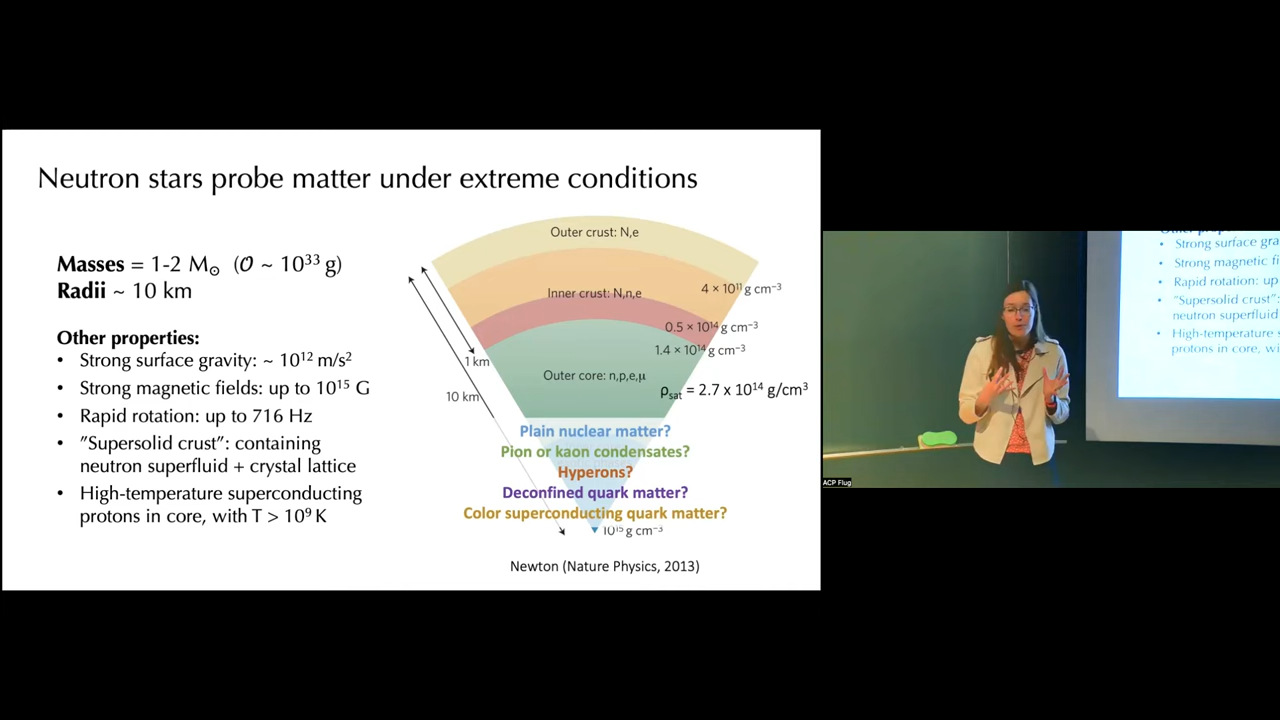 Neutron stars probe matter under extreme conditions
Masses = 1-2 M☉ (O ~ 10³³ g)
Radii ~ 10 km
Other properties:
• Strong surface gravity: ~ 10¹² m/s²
• Strong magnetic fields: up to 10¹⁵ G
• Rapid rotation: up to 716 Hz
• ”Supersolid crust”: containing
neutron superfluid + crystal lattice
• High-temperature superconducting
protons in core, with T > 10⁹ K
Outer crust: N,e
4 × 10¹¹ g cm⁻³
Inner crust: N,n,e
0.5 × 10¹⁴ g cm⁻³
1.4 × 10¹⁴ g cm⁻³
1 km
10 km
Outer core: n,p,e,μ
ρsat = 2.7 x 10¹⁴ g/cm³
Plain nuclear matter?
Pion or kaon condensates?
Hyperons?
Deconfined quark matter?
Color superconducting quark matter?
10¹⁵ g cm⁻³
Newton (Nature Physics, 2013)
• Strong surface gra
• Strong magnetic fi
• Rapid rotation: up
• "Supersolid crust":
neutron superfluid
• High-temperature s
protons in core, wi
ACP Flug